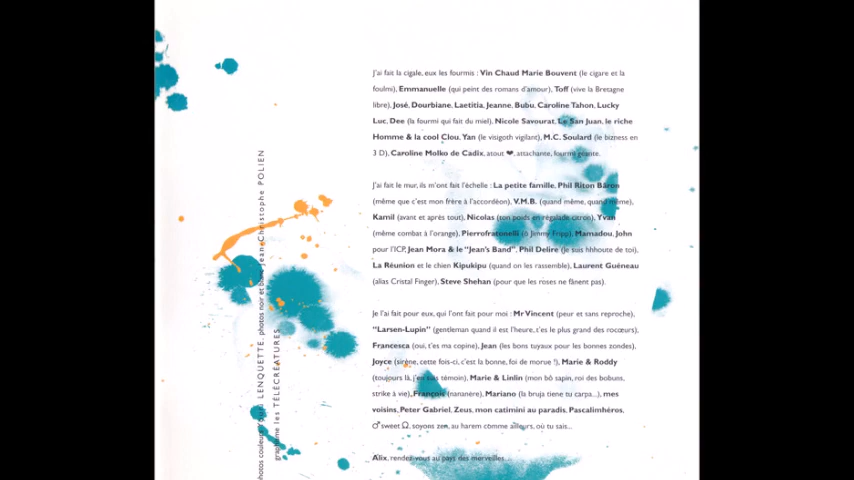 J'ai fait la cigale, eux les fourmis : Vin Chaud Marie Bouvent (le cigare et la
foulmi), Emmanuelle (qui peint des romans d'amour), Toff (vive la Bretagne
libre), José, Dourbiane, Laetitia, Jeanne, Bubu, Caroline Tahon, Lucky
Luc, Dee (la fourmi qui fait du miel), Nicole Savourat, Le San Juan, le riche
Homme & la cool Clou, Yan (le visigoth vigilant), M.C. Soulard (le bizness en
3 D), Caroline Molko de Cadix, atout ❤, attachante, fourmi géante.
J'ai fait le mur, ils m'ont fait l'échelle : La petite famille, Phil Riton Baron
(même que c'est mon frère à l'accordéon), V.M.B. (quand même, quand même),
Kamil (avant et après tout), Nicolas (ton poids en régalade citron), Yvan
(même combat à l'orange), Pierrofratonelli (à Jimmy Fripp), Mamadou, John
pour l'ICP, Jean Mora & le "Jean's Band", Phil Delire (je suis hhhoute de toi),
La Réunion et le chien Kipukipu (quand on les rassemble), Laurent Guéneau
(alias Cristal Finger), Steve Shehan (pour que les roses ne fânent pas).
Je l'ai fait pour eux, qui l'ont fait pour moi : Mr Vincent (peur et sans reproche),
"Larsen-Lupin" (gentleman quand il est l'heure, t'es le plus grand des rocœurs),
Francesca (oui, t'es ma copine), Jean (les bons tuyaux pour les bonnes zondes),
Joyce (sirène, cette fois-ci, c'est la bonne, foi de morue !), Marie & Roddy
(toujours là, j'en suis témoin), Marie & Linlin (mon bô sapin, roi des bobuns,
strike à vie), François (nananère), Mariano (la bruja tiene tu carpa...), mes
voisins, Peter Gabriel, Zeus, mon catimini au paradis, Pascalimhéros,
♂ sweet Ω, soyons zen, au harem comme ailleurs, où tu sais...
Alix, rendez-vous au pays des merveilles...
photos couleurs Youri LENQUETTE, photos noir et blanc Jean-Christophe POLIEN
graphisme les TÉLÉCRÉATURES